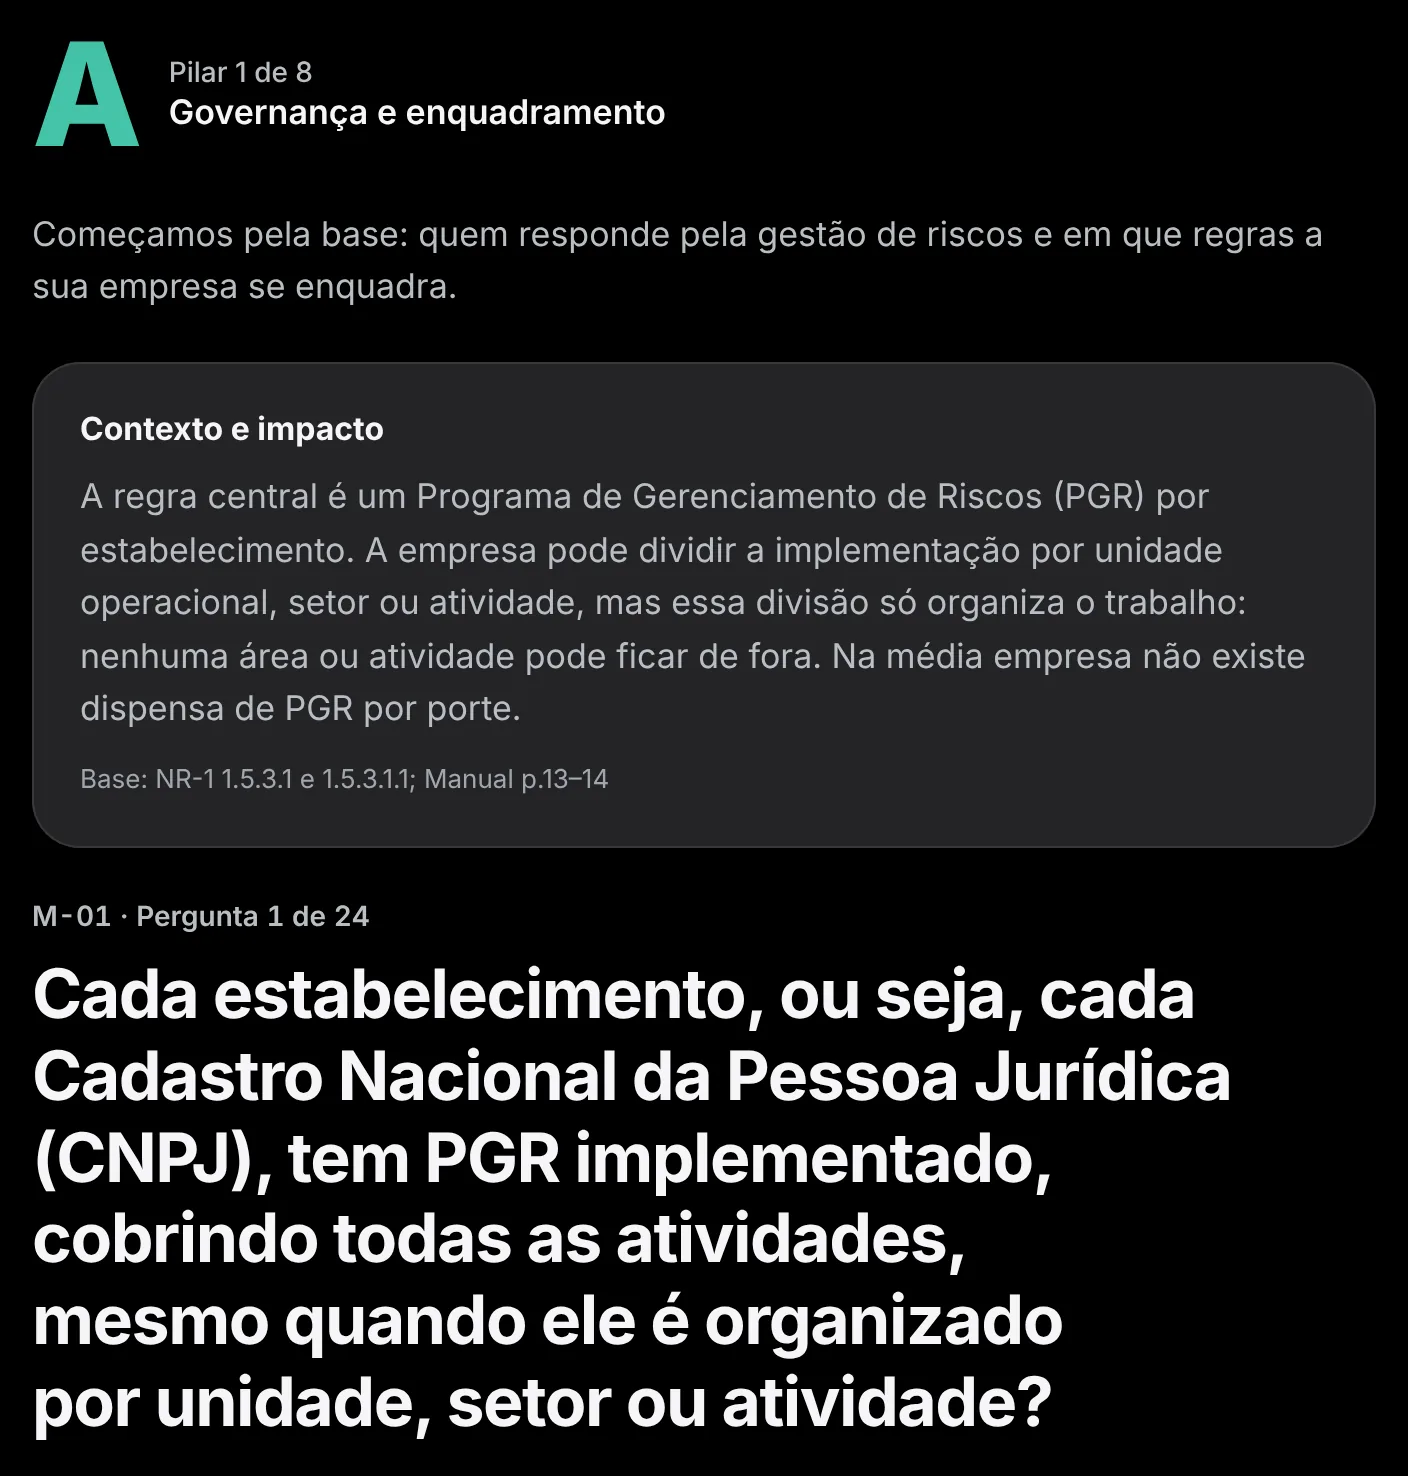 A
Pilar 1 de 8
Governança e enquadramento
Começamos pela base: quem responde pela gestão de riscos e em que regras a
sua empresa se enquadra.
Contexto e impacto
A regra central é um Programa de Gerenciamento de Riscos (PGR) por
estabelecimento. A empresa pode dividir a implementação por unidade
operacional, setor ou atividade, mas essa divisão só organiza o trabalho:
nenhuma área ou atividade pode ficar de fora. Na média empresa não existe
dispensa de PGR por porte.
Base: NR-1 1.5.3.1 e 1.5.3.1.1; Manual p.13–14
M-01 · Pergunta 1 de 24
Cada estabelecimento, ou seja, cada
Cadastro Nacional da Pessoa Jurídica
(CNPJ), tem PGR implementado,
cobrindo todas as atividades,
mesmo quando ele é organizado
por unidade, setor ou atividade?